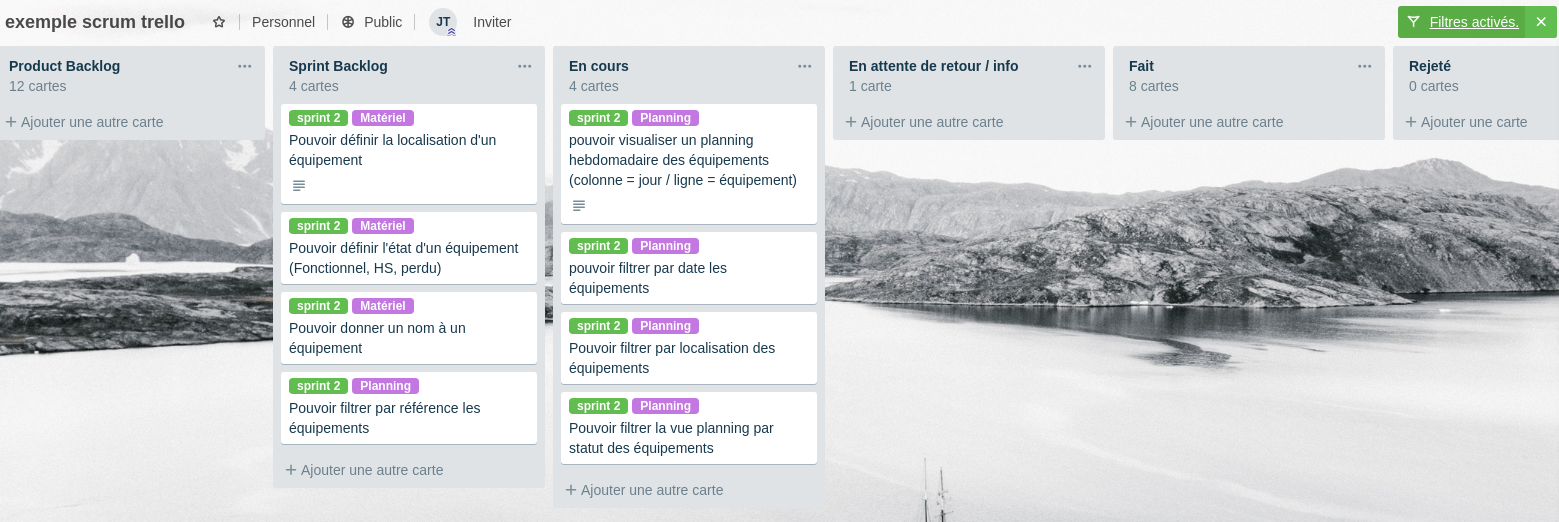 exemple scrum trello
Personnel
Public
JT
Inviter
Filtres activés.
Product Backlog
12 cartes
Ajouter une autre carte
Sprint Backlog
4 cartes
sprint 2 Matériel
Pouvoir définir la localisation d'un
équipement
sprint 2 Matériel
Pouvoir définir l'état d'un équipement
(Fonctionnel, HS, perdu)
sprint 2 Matériel
Pouvoir donner un nom à un
équipement
sprint 2 Planning
Pouvoir filtrer par référence les
équipements
Ajouter une autre carte
En cours
4 cartes
sprint 2 Planning
pouvoir visualiser un planning
hebdomadaire des équipements
(colonne = jour / ligne = équipement)
sprint 2 Planning
pouvoir filtrer par date les
équipements
sprint 2 Planning
Pouvoir filtrer par localisation des
équipements
sprint 2 Planning
Pouvoir filtrer la vue planning par
statut des équipements
Ajouter une autre carte
En attente de retour / info
1 carte
Ajouter une autre carte
Fait
8 cartes
Ajouter une autre carte
Rejeté
0 cartes
Ajouter une autre carte